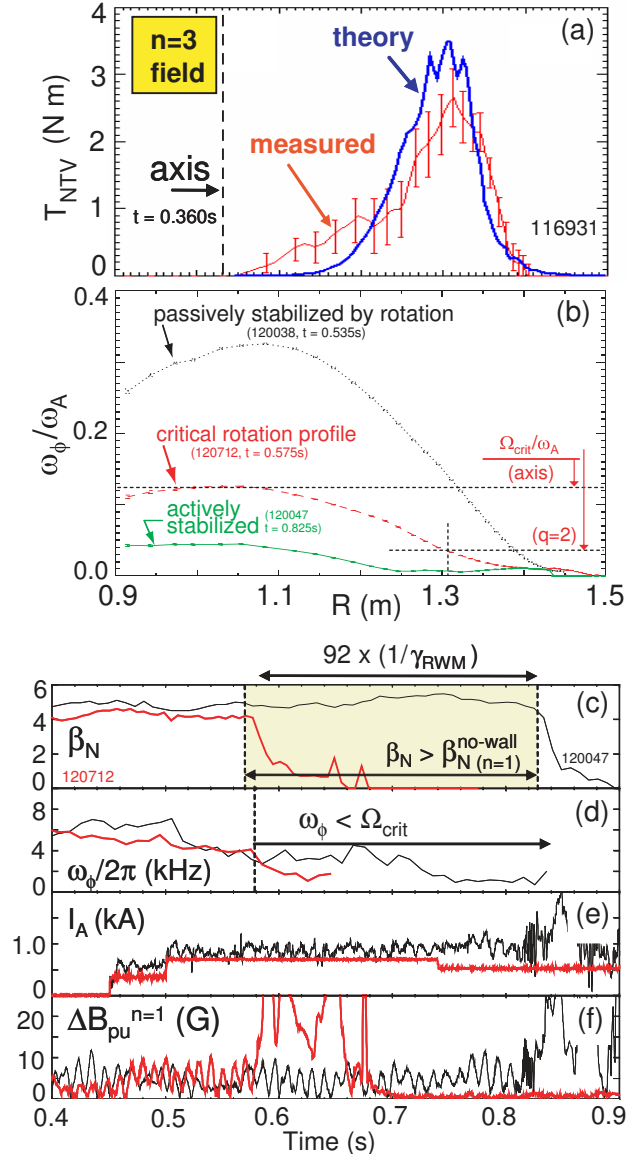 (a)
n=3
field
theory
measured
axis
t = 0.360s
116931
T_NTV (N m)
4
3
2
1
0
(b)
0.4
passively stabilized by rotation
(120038, t = 0.535s)
ω_ϕ/ω_A
0.2
critical rotation profile
(120712, t = 0.575s)
Ω_crit/ω_A
(axis)
actively
stabilized
(120047
t = 0.825s)
(q=2)
0.0
0.9 1.1 1.3 1.5
R (m)
92 x (1/γ_RWM)
6
4
2
0
(c)
β_N
120712
β_N > β_N^no-wall (n=1)
120047
8
4
0
(d)
ω_ϕ < Ω_crit
ω_ϕ/2π (kHz)
I_A (kA)
(e)
1.0
0.0
ΔB_pu^n=1 (G)
(f)
20
10
0
0.4 0.5 0.6 0.7 0.8 0.9
Time (s)